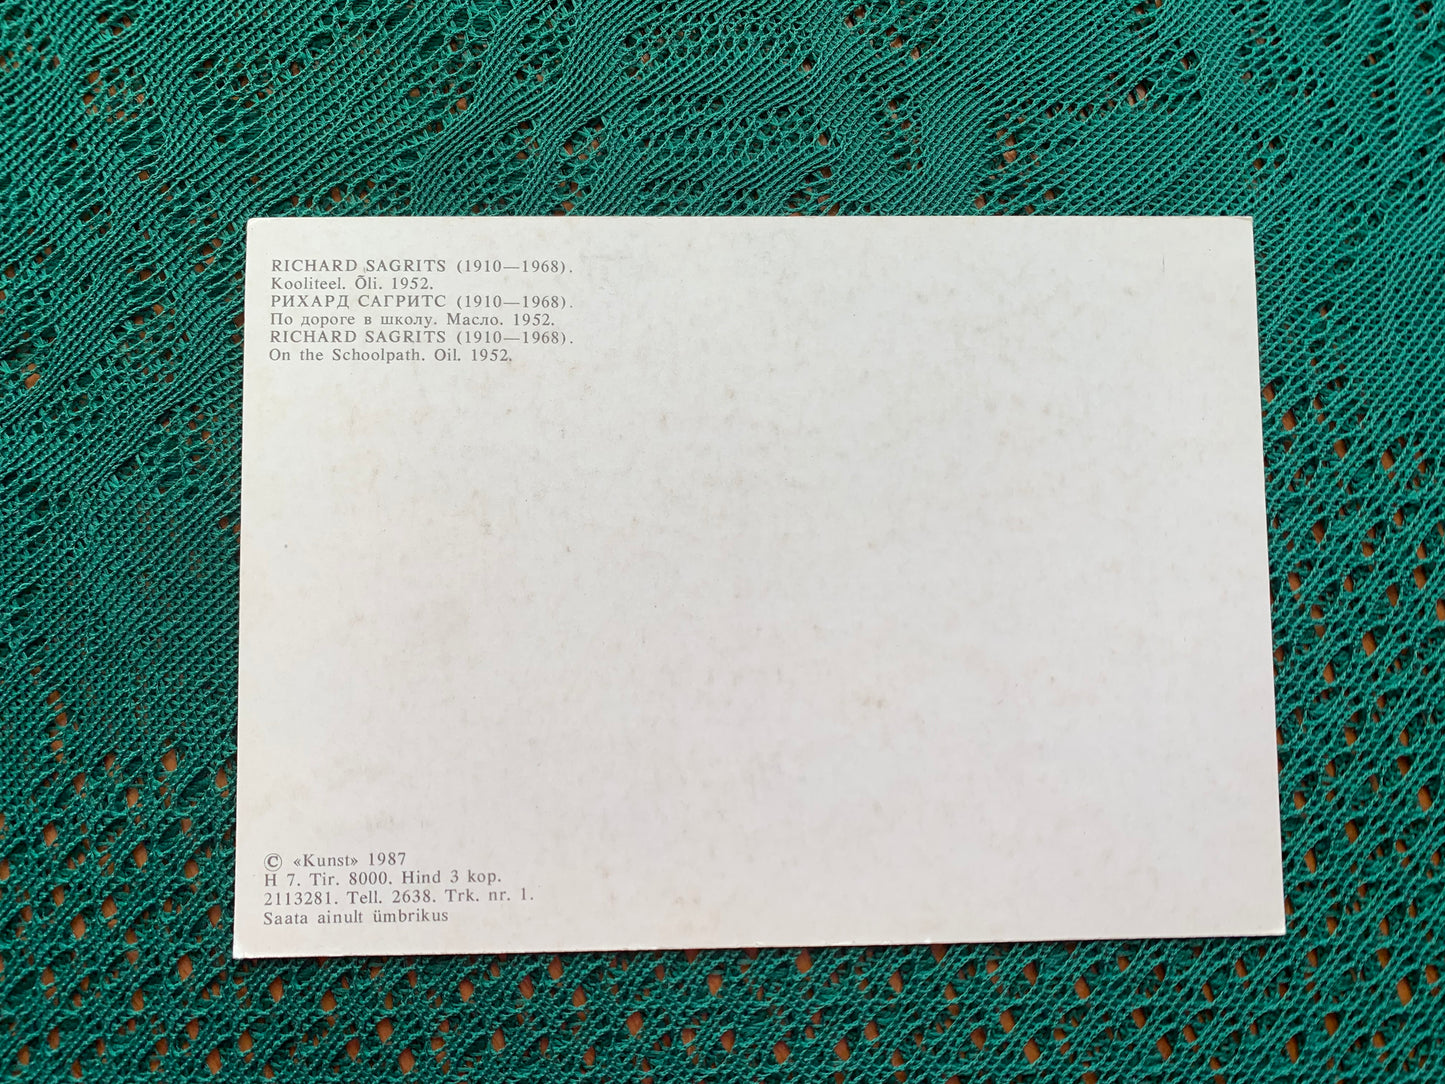 RICHARD SAGRITS (1910—1968).
Kooliteel. Õli. 1952.
РИХАРД САГРИТС (1910—1968).
По дороге в школу. Масло. 1952.
RICHARD SAGRITS (1910—1968).
On the Schoolpath. Oil. 1952.
© «Kunst» 1987
H 7. Tir. 8000. Hind 3 kop.
2113281. Tell. 2638. Trk. nr. 1.
Saata ainult ümbrikus